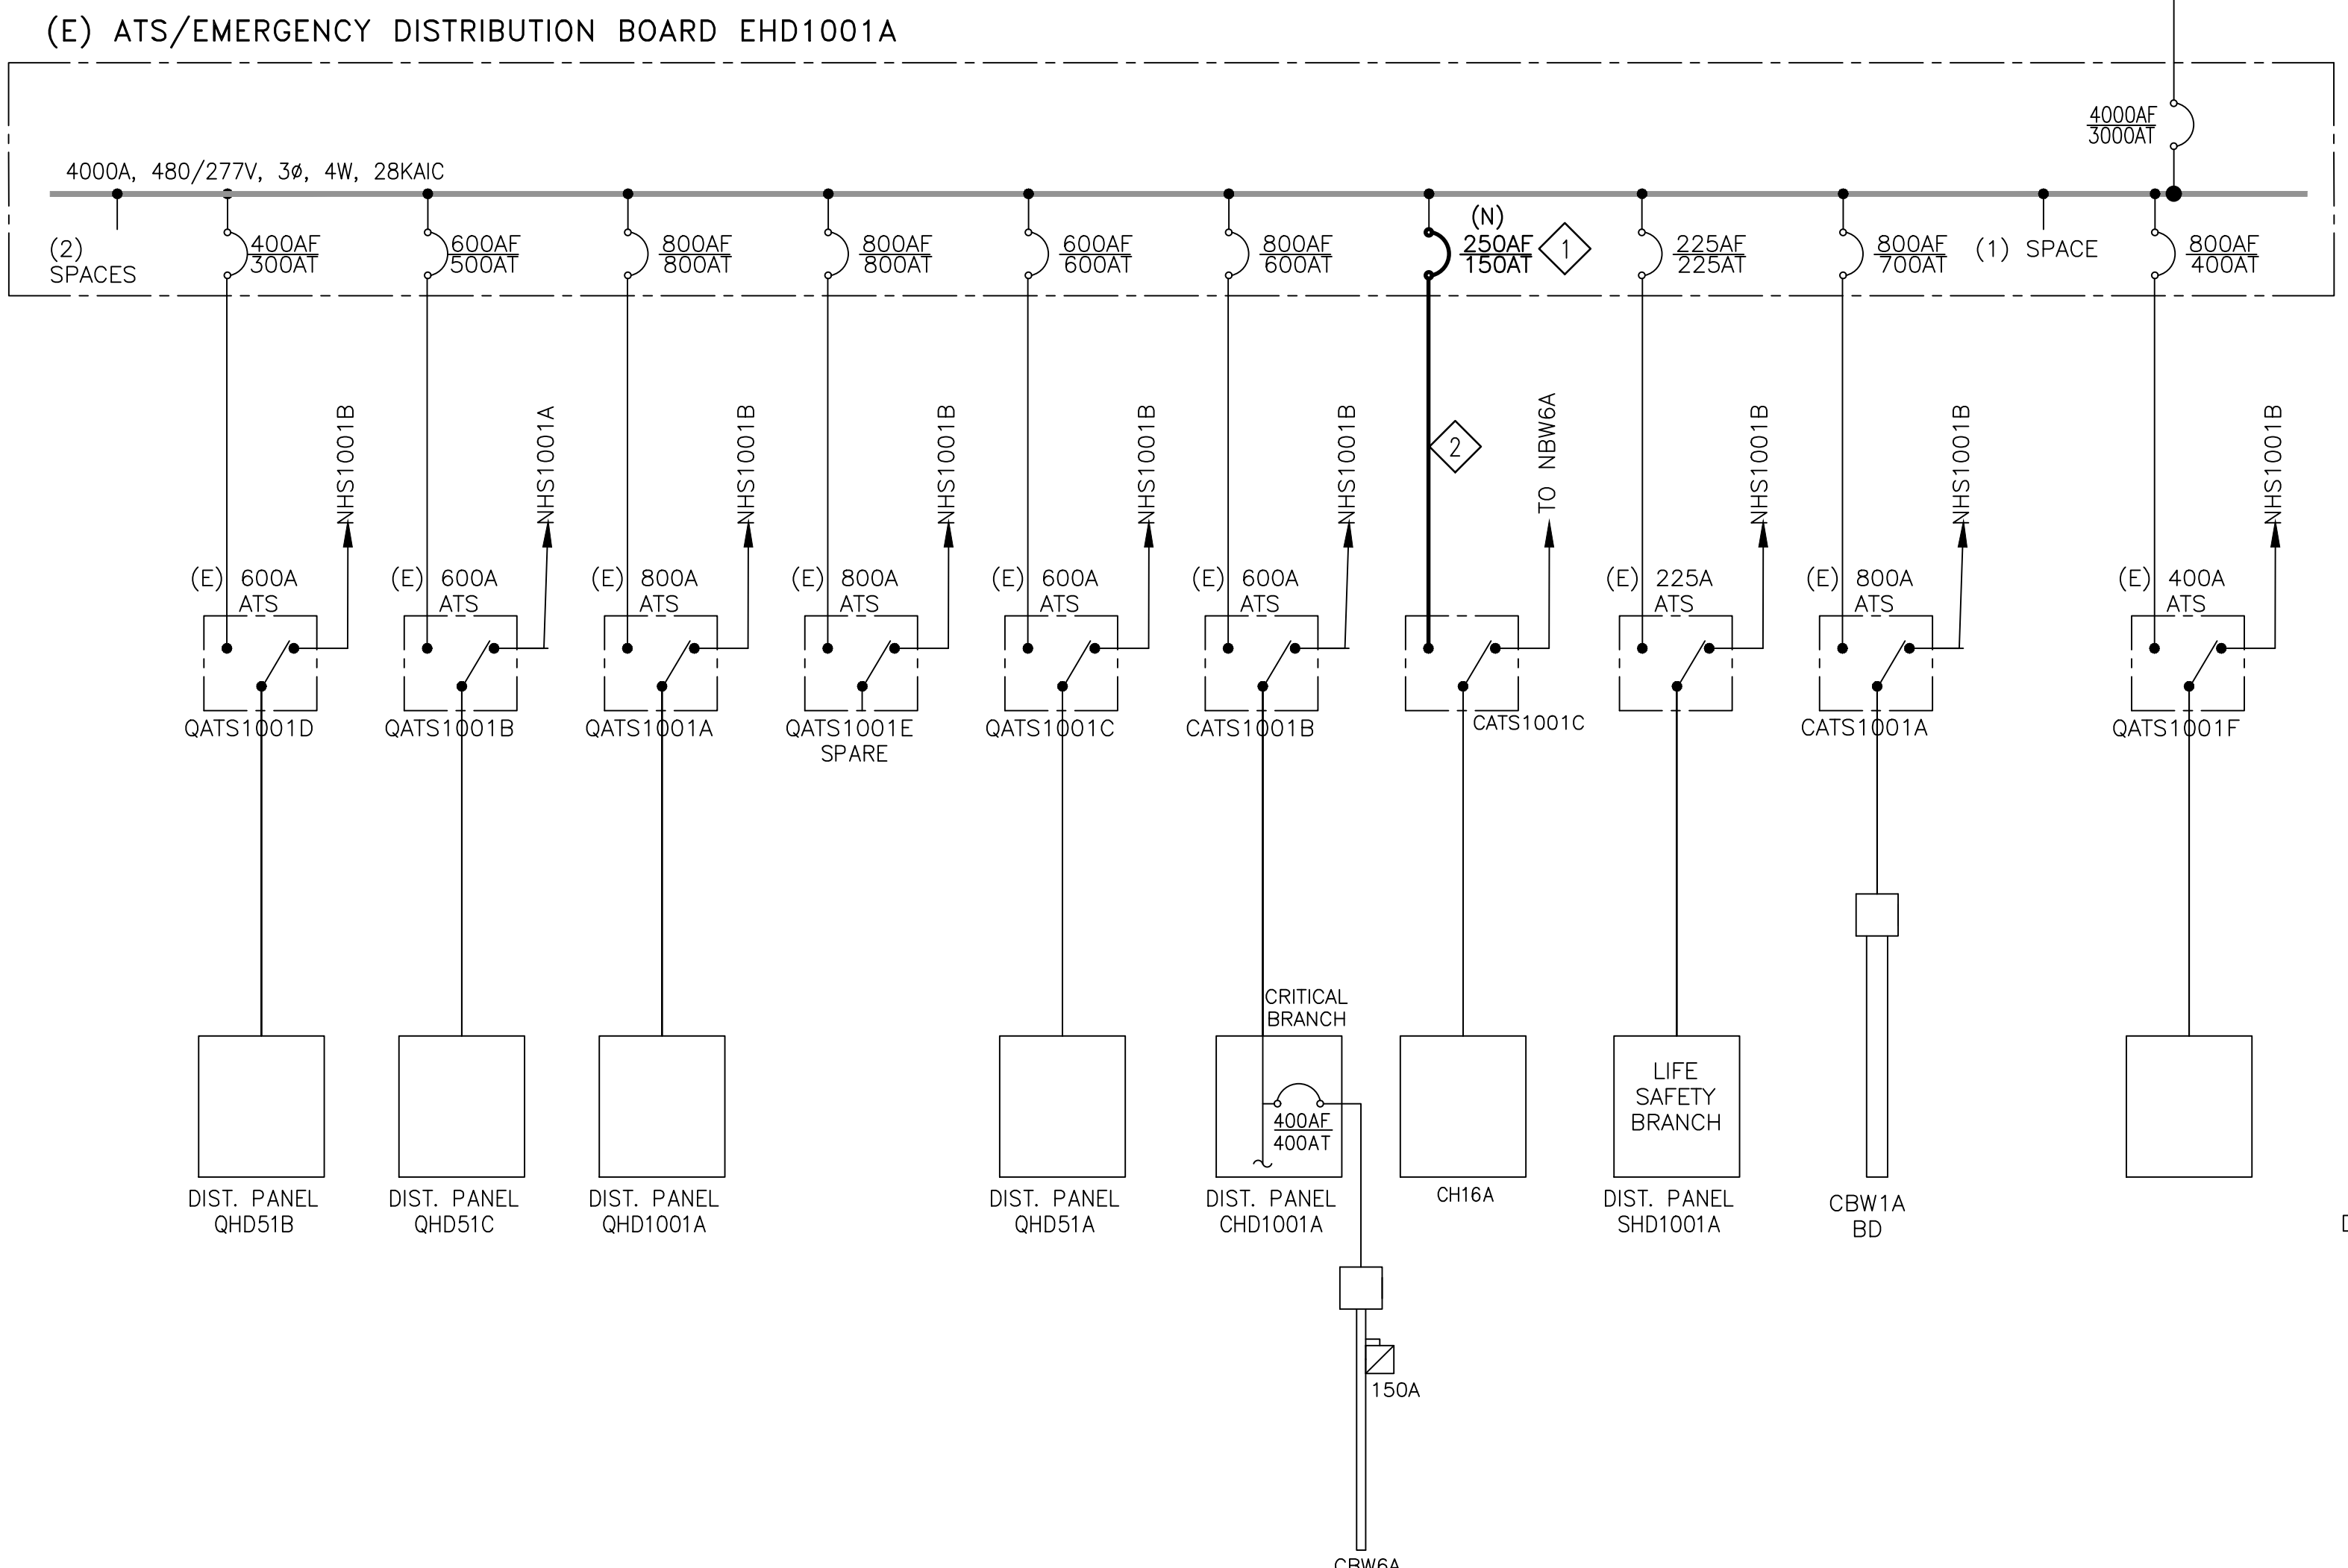 (E) ATS/EMERGENCY DISTRIBUTION BOARD EHD1001A
4000AF
3000AT
4000A, 480/277V, 3ø, 4W, 28KAIC
(2)
SPACES
400AF
300AT
600AF
500AT
800AF
800AT
800AF
800AT
600AF
600AT
800AF
600AT
(N)
250AF
150AT
1
225AF
225AT
800AF
700AT
(1) SPACE
800AF
400AT
NHS1001B
NHS1001A
NHS1001B
NHS1001B
NHS1001B
NHS1001B
2
TO NBW6A
NHS1001B
NHS1001B
NHS1001B
(E) 600A
ATS
(E) 600A
ATS
(E) 800A
ATS
(E) 800A
ATS
(E) 600A
ATS
(E) 600A
ATS
(E) 225A
ATS
(E) 800A
ATS
(E) 400A
ATS
QATS1001D
QATS1001B
QATS1001A
QATS1001E
SPARE
QATS1001C
CATS1001B
CATS1001C
CATS1001A
QATS1001F
CRITICAL
BRANCH
400AF
400AT
LIFE
SAFETY
BRANCH
DIST. PANEL
QHD51B
DIST. PANEL
QHD51C
DIST. PANEL
QHD1001A
DIST. PANEL
QHD51A
DIST. PANEL
CHD1001A
CH16A
DIST. PANEL
SHD1001A
CBW1A
BD
150A
CBW6A